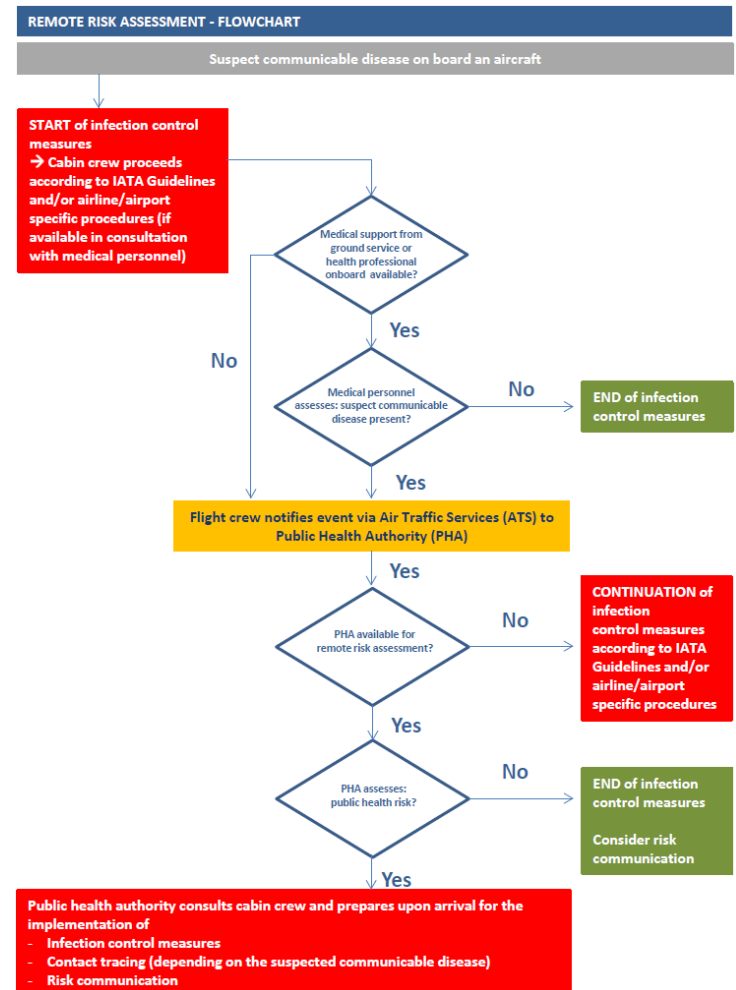 REMOTE RISK ASSESSMENT - FLOWCHART
Suspect communicable disease on board an aircraft
START of infection control
measures
→ Cabin crew proceeds
according to IATA Guidelines
and/or airline/airport
specific procedures (if
available in consultation
with medical personnel)
Medical support from
ground service or
health professional
onboard available?
Yes
No
Medical personnel
assesses: suspect communicable
disease present?
No
END of infection
control measures
Yes
Flight crew notifies event via Air Traffic Services (ATS) to
Public Health Authority (PHA)
Yes
PHA available for
remote risk assessment?
No
CONTINUATION of
infection
control measures
according to IATA
Guidelines and/or
airline/airport
specific procedures
Yes
PHA assesses:
public health risk?
No
END of infection
control measures
Consider risk
communication
Yes
Public health authority consults cabin crew and prepares upon arrival for the
implementation of
- Infection control measures
- Contact tracing (depending on the suspected communicable disease)
- Risk communication